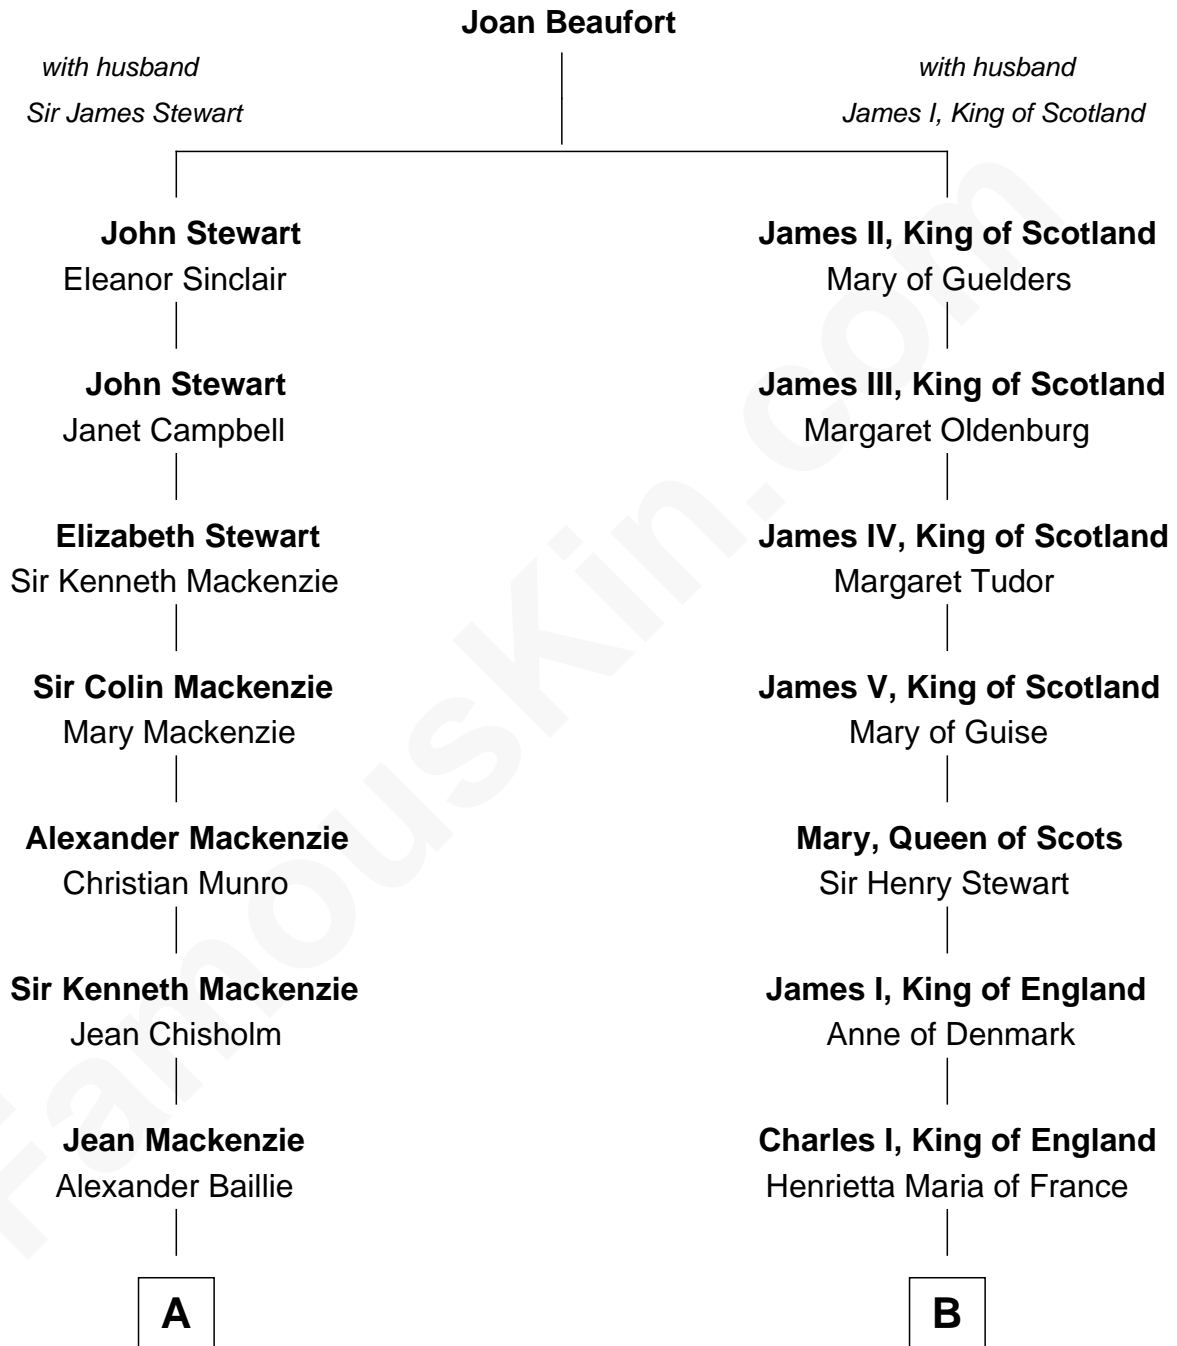 Joan Beaufort
with husband
Sir James Stewart
with husband
James I, King of Scotland
John Stewart
Eleanor Sinclair
James II, King of Scotland
Mary of Guelders
John Stewart
Janet Campbell
James III, King of Scotland
Margaret Oldenburg
Elizabeth Stewart
Sir Kenneth Mackenzie
James IV, King of Scotland
Margaret Tudor
Sir Colin Mackenzie
Mary Mackenzie
James V, King of Scotland
Mary of Guise
Alexander Mackenzie
Christian Munro
Mary, Queen of Scots
Sir Henry Stewart
Sir Kenneth Mackenzie
Jean Chisholm
James I, King of England
Anne of Denmark
Jean Mackenzie
Alexander Baillie
Charles I, King of England
Henrietta Maria of France
A
B
FamousKin.com